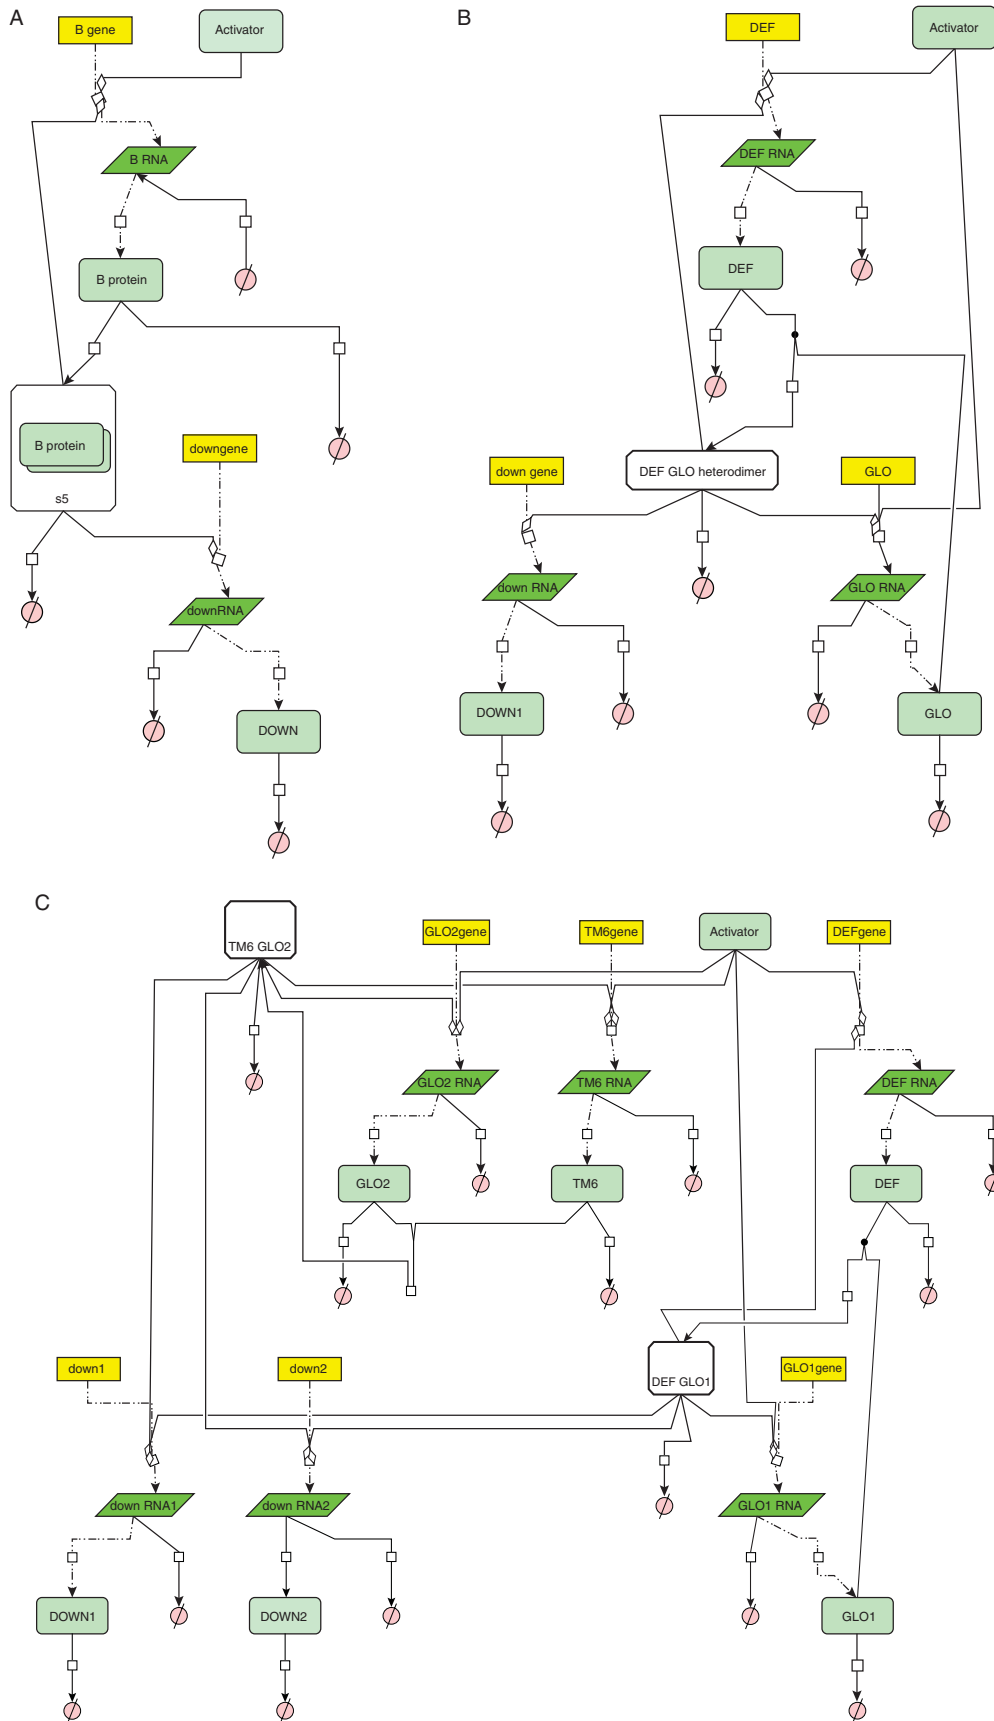 A
B gene
Activator
B RNA
B protein
B protein
s5
downgene
downRNA
DOWN
B
DEF
Activator
DEF RNA
DEF
down gene
DEF GLO heterodimer
GLO
down RNA
GLO RNA
DOWN1
GLO
C
TM6 GLO2
GLO2gene
TM6gene
Activator
DEFgene
GLO2 RNA
TM6 RNA
DEF RNA
GLO2
TM6
DEF
down1
down2
DEF GLO1
GLO1gene
down RNA1
down RNA2
GLO1 RNA
DOWN1
DOWN2
GLO1